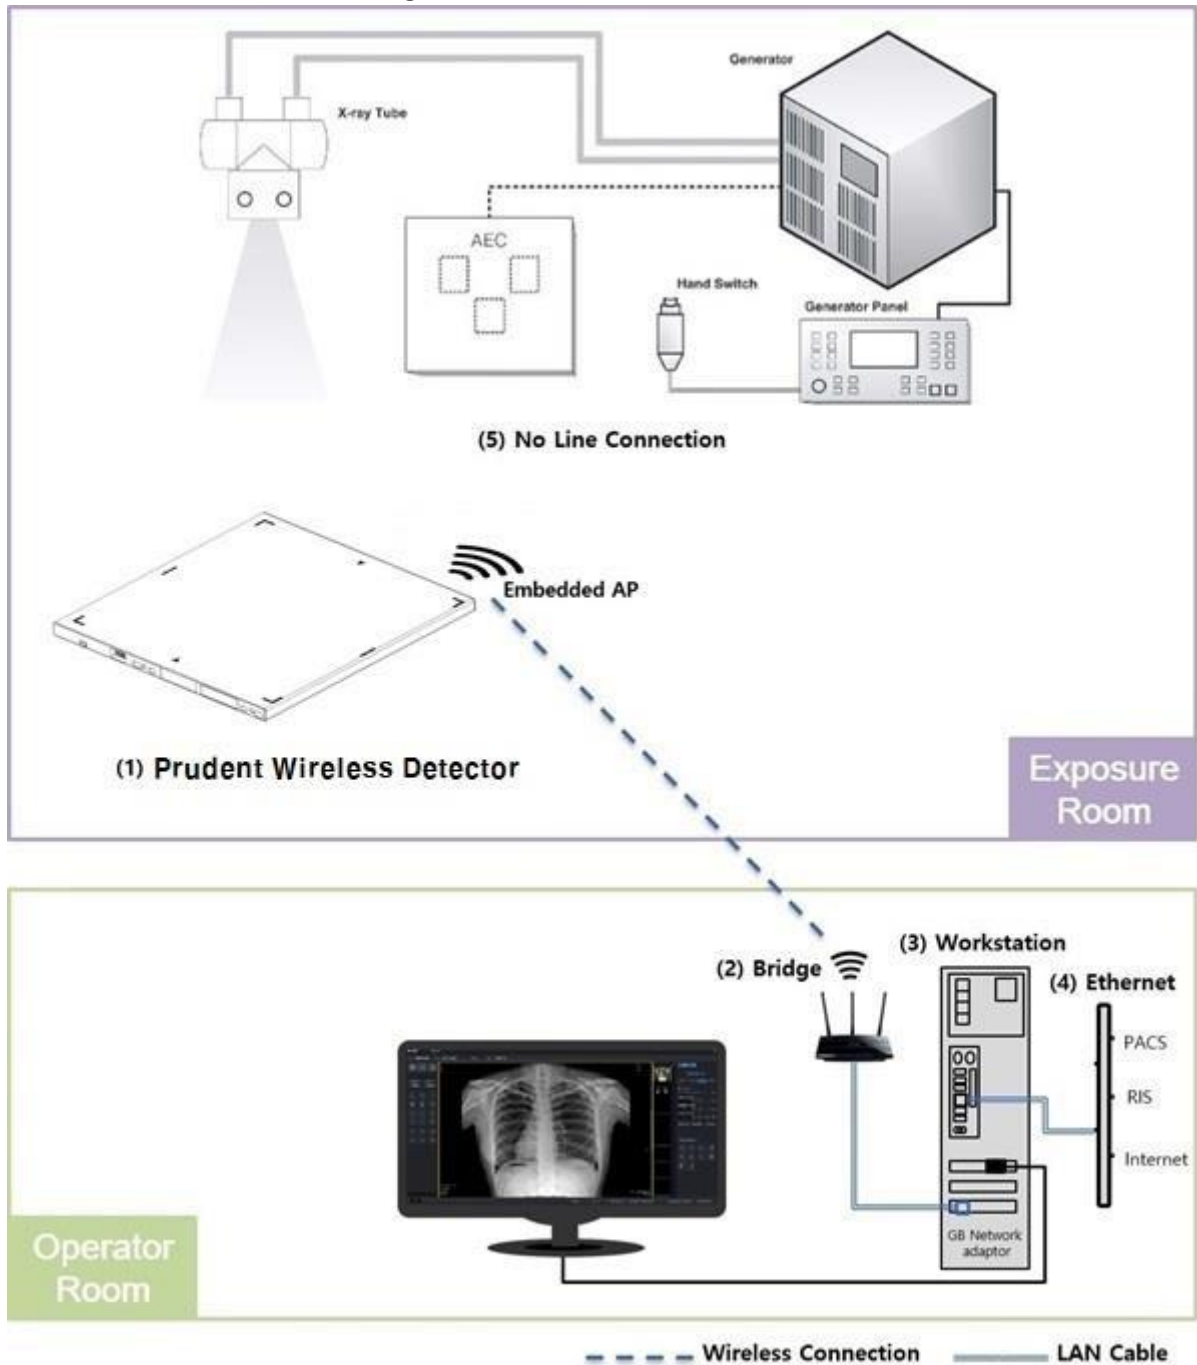 Generator
X-ray Tube
AEC
Hand Switch
Generator Panel
(5) No Line Connection
Embedded AP
(1) Prudent Wireless Detector
Exposure
Room
(3) Workstation
(2) Bridge
(4) Ethernet
PACS
RIS
Internet
GB Network
adaptor
Operator
Room
Wireless Connection
LAN Cable